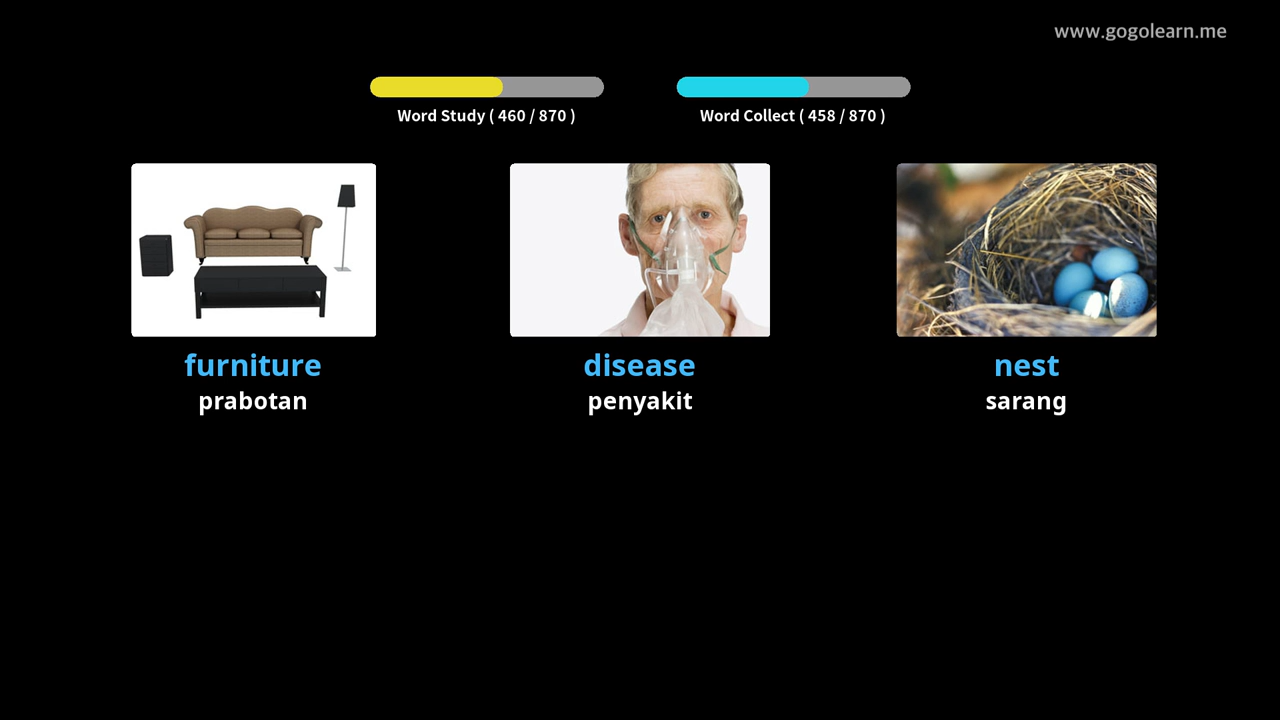 www.gogolearn.me
Word Study ( 460 / 870 )
Word Collect ( 458 / 870 )
furniture
prabotan
disease
penyakit
nest
sarang